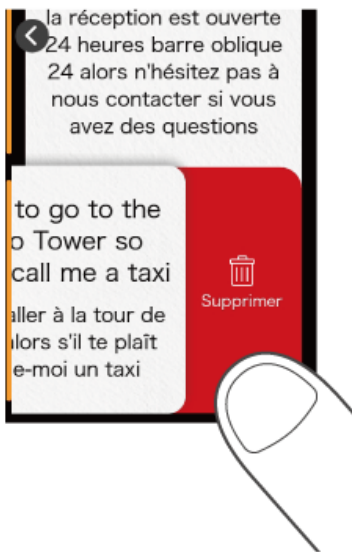 la réception est ouverte
24 heures barre oblique
24 alors n'hésitez pas à
nous contacter si vous
avez des questions
to go to the
o Tower so
call me a taxi
Supprimer
aller à la tour de
alors s'il te plaît
e-moi un taxi